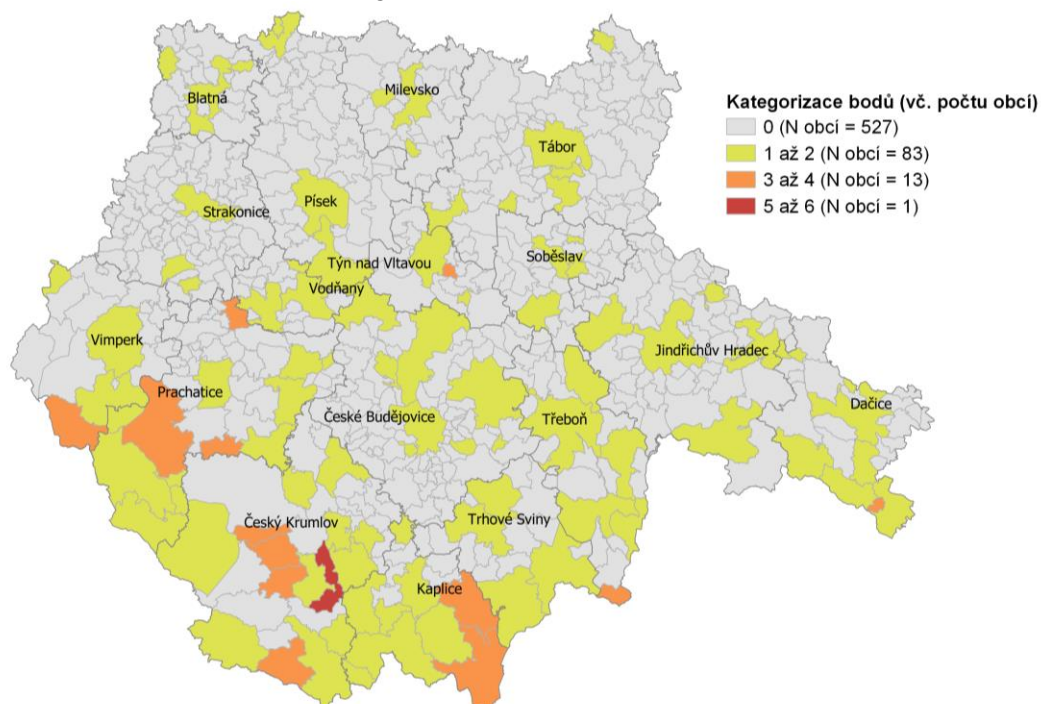 Blatná
Milevsko
Tábor
Strakonice
Písek
Týn nad Vltavou
Soběslav
Vodňany
Vimperk
Jindřichův Hradec
Prachatice
České Budějovice
Třeboň
Dačice
Český Krumlov
Trhové Sviny
Kaplice
Kategorizace bodů (vč. počtu obcí)
0 (N obcí = 527)
1 až 2 (N obcí = 83)
3 až 4 (N obcí = 13)
5 až 6 (N obcí = 1)